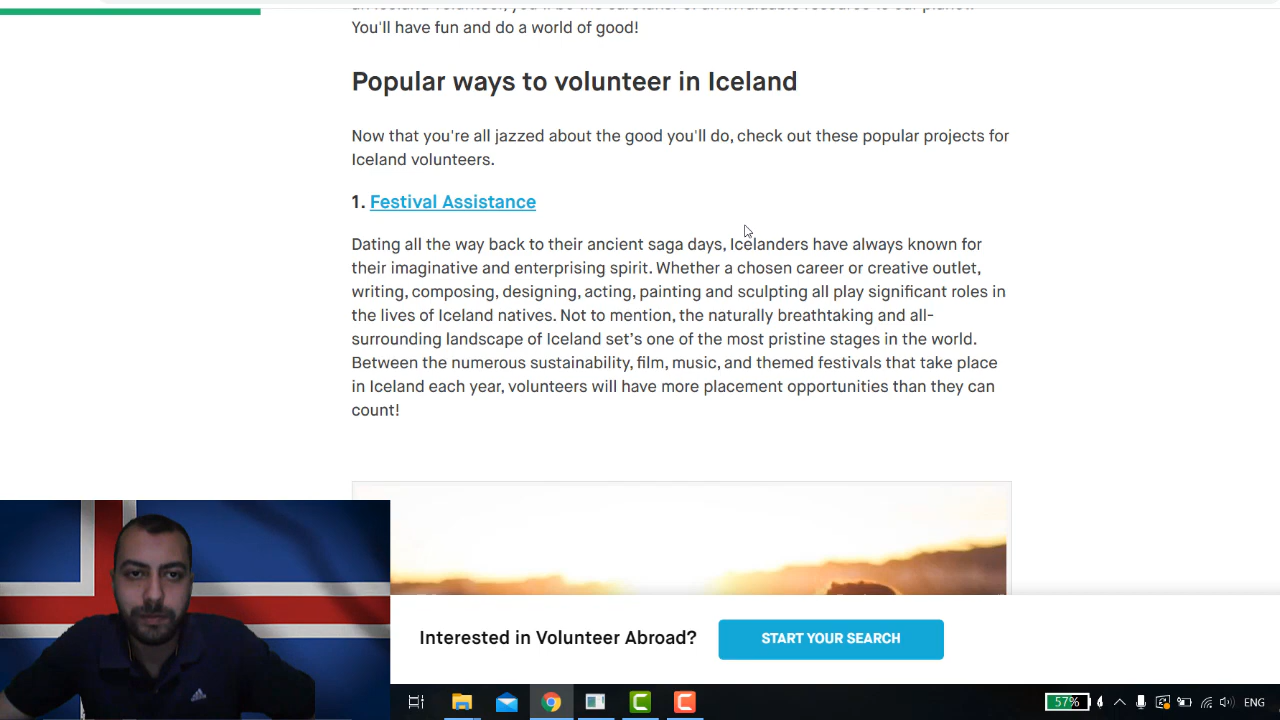 You'll have fun and do a world of good!
Popular ways to volunteer in Iceland
Now that you're all jazzed about the good you'll do, check out these popular projects for
Iceland volunteers.
1. Festival Assistance
Dating all the way back to their ancient saga days, Icelanders have always known for
their imaginative and enterprising spirit. Whether a chosen career or creative outlet,
writing, composing, designing, acting, painting and sculpting all play significant roles in
the lives of Iceland natives. Not to mention, the naturally breathtaking and all-
surrounding landscape of Iceland set's one of the most pristine stages in the world.
Between the numerous sustainability, film, music, and themed festivals that take place
in Iceland each year, volunteers will have more placement opportunities than they can
count!
Interested in Volunteer Abroad?
START YOUR SEARCH
57%
ENG